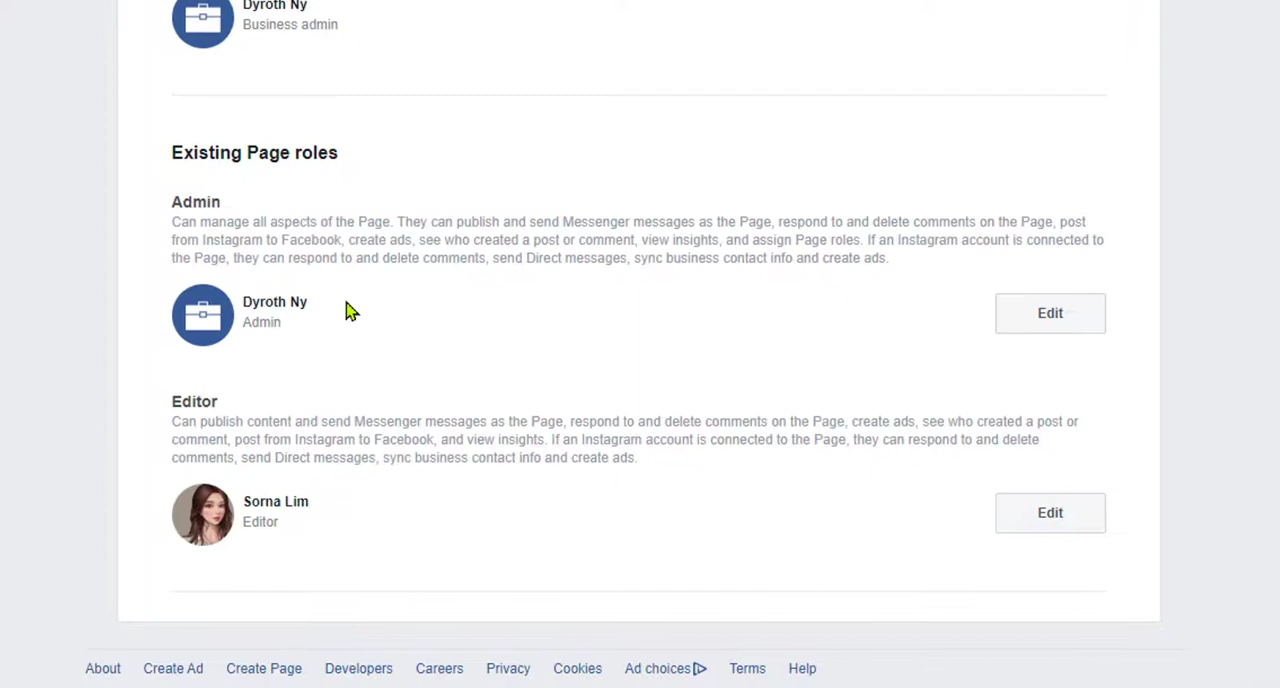 Dyroth Ny
Business admin
Existing Page roles
Admin
Can manage all aspects of the Page. They can publish and send Messenger messages as the Page, respond to and delete comments on the Page, post
from Instagram to Facebook, create ads, see who created a post or comment, view insights, and assign Page roles. If an Instagram account is connected to
the Page, they can respond to and delete comments, send Direct messages, sync business contact info and create ads.
Dyroth Ny
Admin
Edit
Editor
Can publish content and send Messenger messages as the Page, respond to and delete comments on the Page, create ads, see who created a post or
comment, post from Instagram to Facebook, and view insights. If an Instagram account is connected to the Page, they can respond to and delete
comments, send Direct messages, sync business contact info and create ads.
Sorna Lim
Editor
Edit
About Create Ad Create Page Developers Careers Privacy Cookies Ad choices Terms Help